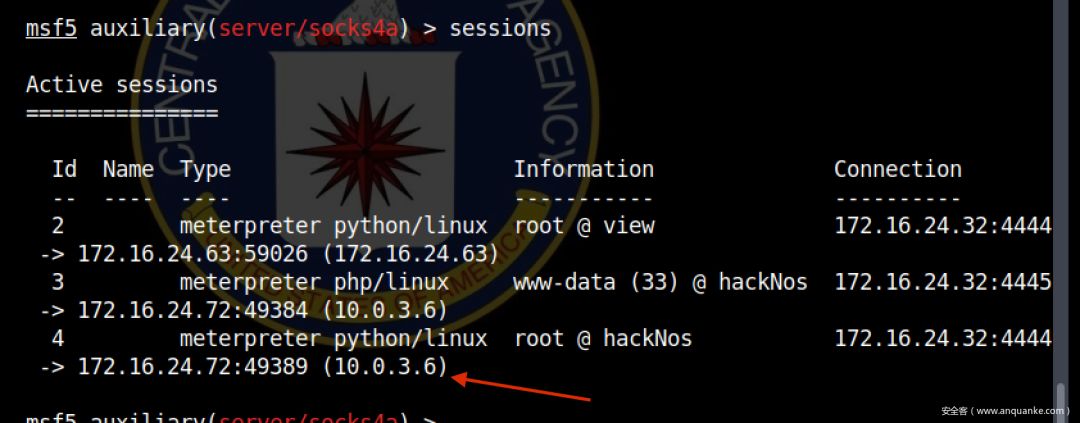 msf5 auxiliary(server/socks4a) > sessions
CENTRAL AGENCY
Active sessions
===============
Id Name Type Information Connection
-- ---- ---- ----------- ----------
2 meterpreter python/linux root @ view 172.16.24.32:4444
-> 172.16.24.63:59026 (172.16.24.63)
3 meterpreter php/linux www-data (33) @ hackNos 172.16.24.32:4445
-> 172.16.24.72:49384 (10.0.3.6)
4 meterpreter python/linux root @ hackNos 172.16.24.32:4444
-> 172.16.24.72:49389 (10.0.3.6)
msf5 auxiliary(server/socks4a) >
安全客（www.anquanke.com）